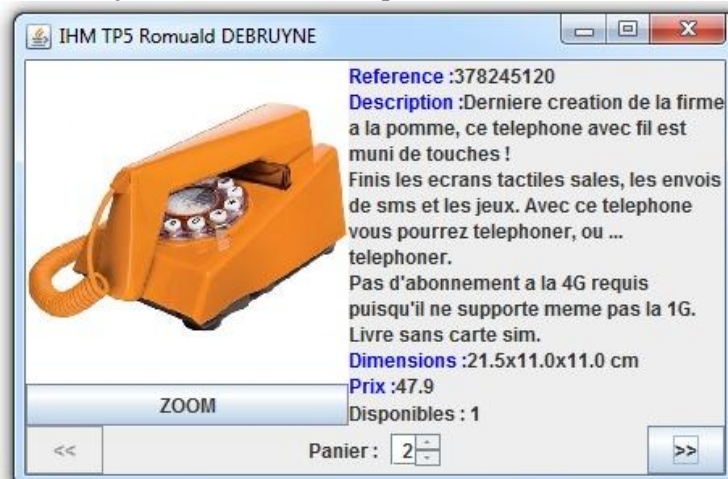 IHM TP5 Romuald DEBRUYNE
Reference :378245120
Description :Derniere creation de la firme
a la pomme, ce telephone avec fil est
muni de touches !
Finis les ecrans tactiles sales, les envois
de sms et les jeux. Avec ce telephone
vous pourrez telephoner, ou ...
telephoner.
Pas d'abonnement a la 4G requis
puisqu'il ne supporte meme pas la 1G.
Livre sans carte sim.
Dimensions :21.5x11.0x11.0 cm
Prix :47.9
Disponibles : 1
ZOOM
<< Panier : 2 >>